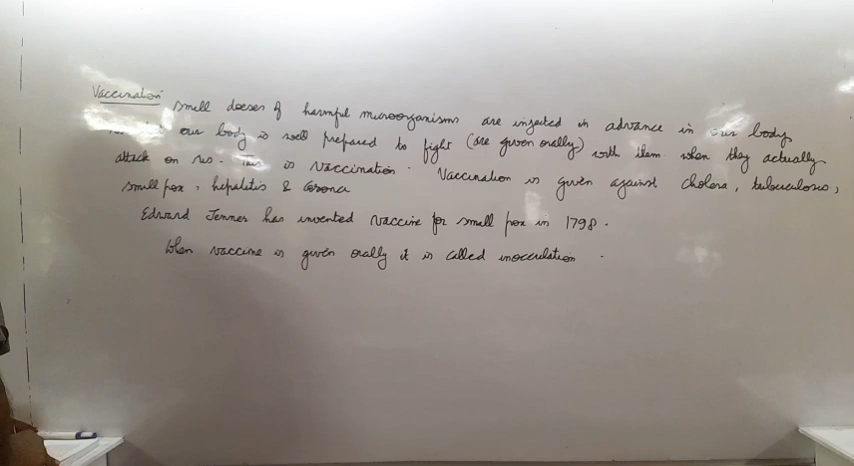 Vaccination
Small doeses of harmful microorganisms are injected in advance in our body
our body is well prepared to fight (are given orally) with them when they actually
attack on us. This is Vaccination. Vaccination is given against cholera, tuberculosis,
small pox, hepatitis & Corona
Edward Jenner has invented vaccine for small pox in 1798.
When vaccine is given orally it is called inocculation.